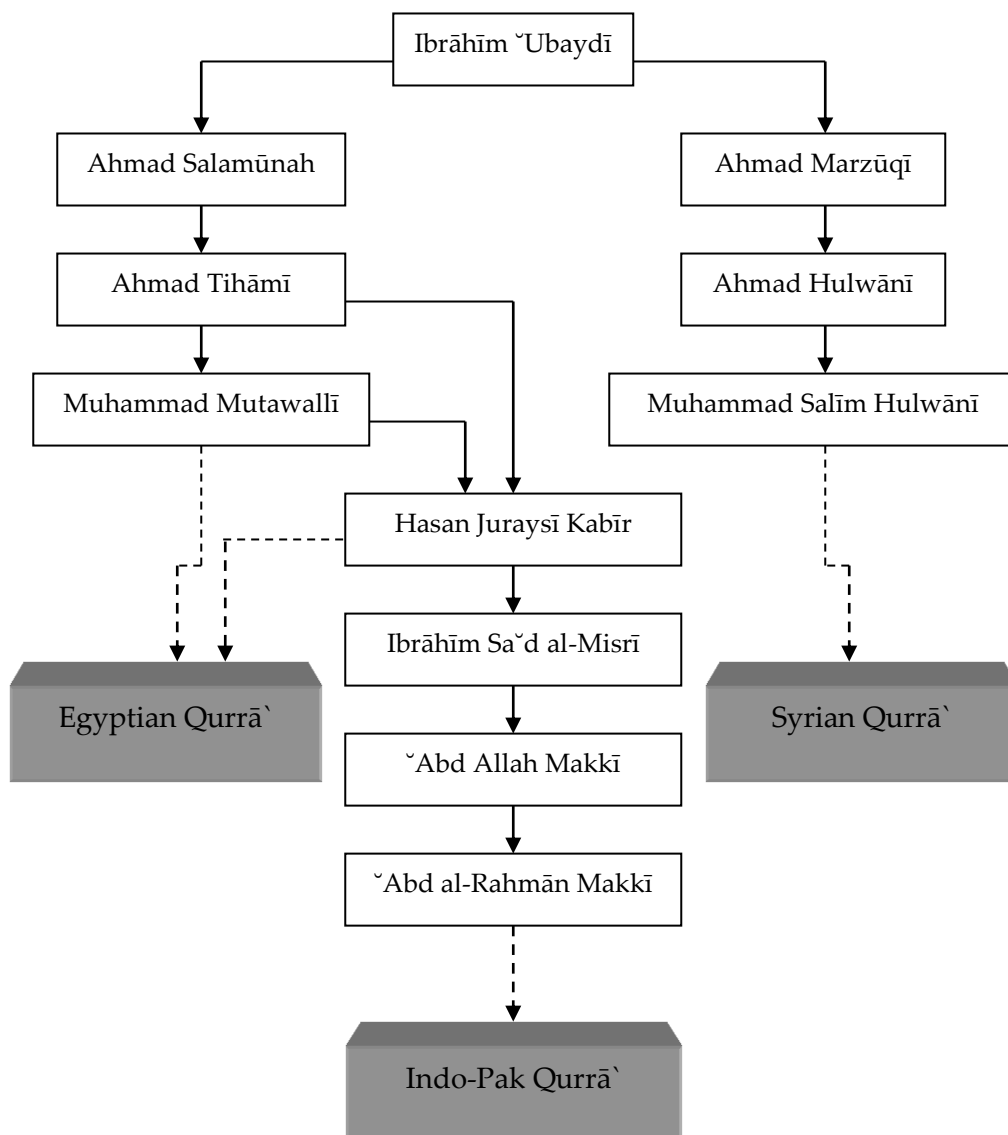 Ibrāhīm ˘Ubaydī
Ahmad Salamūnah
Ahmad Marzūqī
Ahmad Tihāmī
Ahmad Hulwānī
Muhammad Mutawallī
Muhammad Salīm Hulwānī
Hasan Juraysī Kabīr
Ibrāhīm Sa˘d al-Misrī
Egyptian Qurrā`
Syrian Qurrā`
˘Abd Allah Makkī
˘Abd al-Rahmān Makkī
Indo-Pak Qurrā`